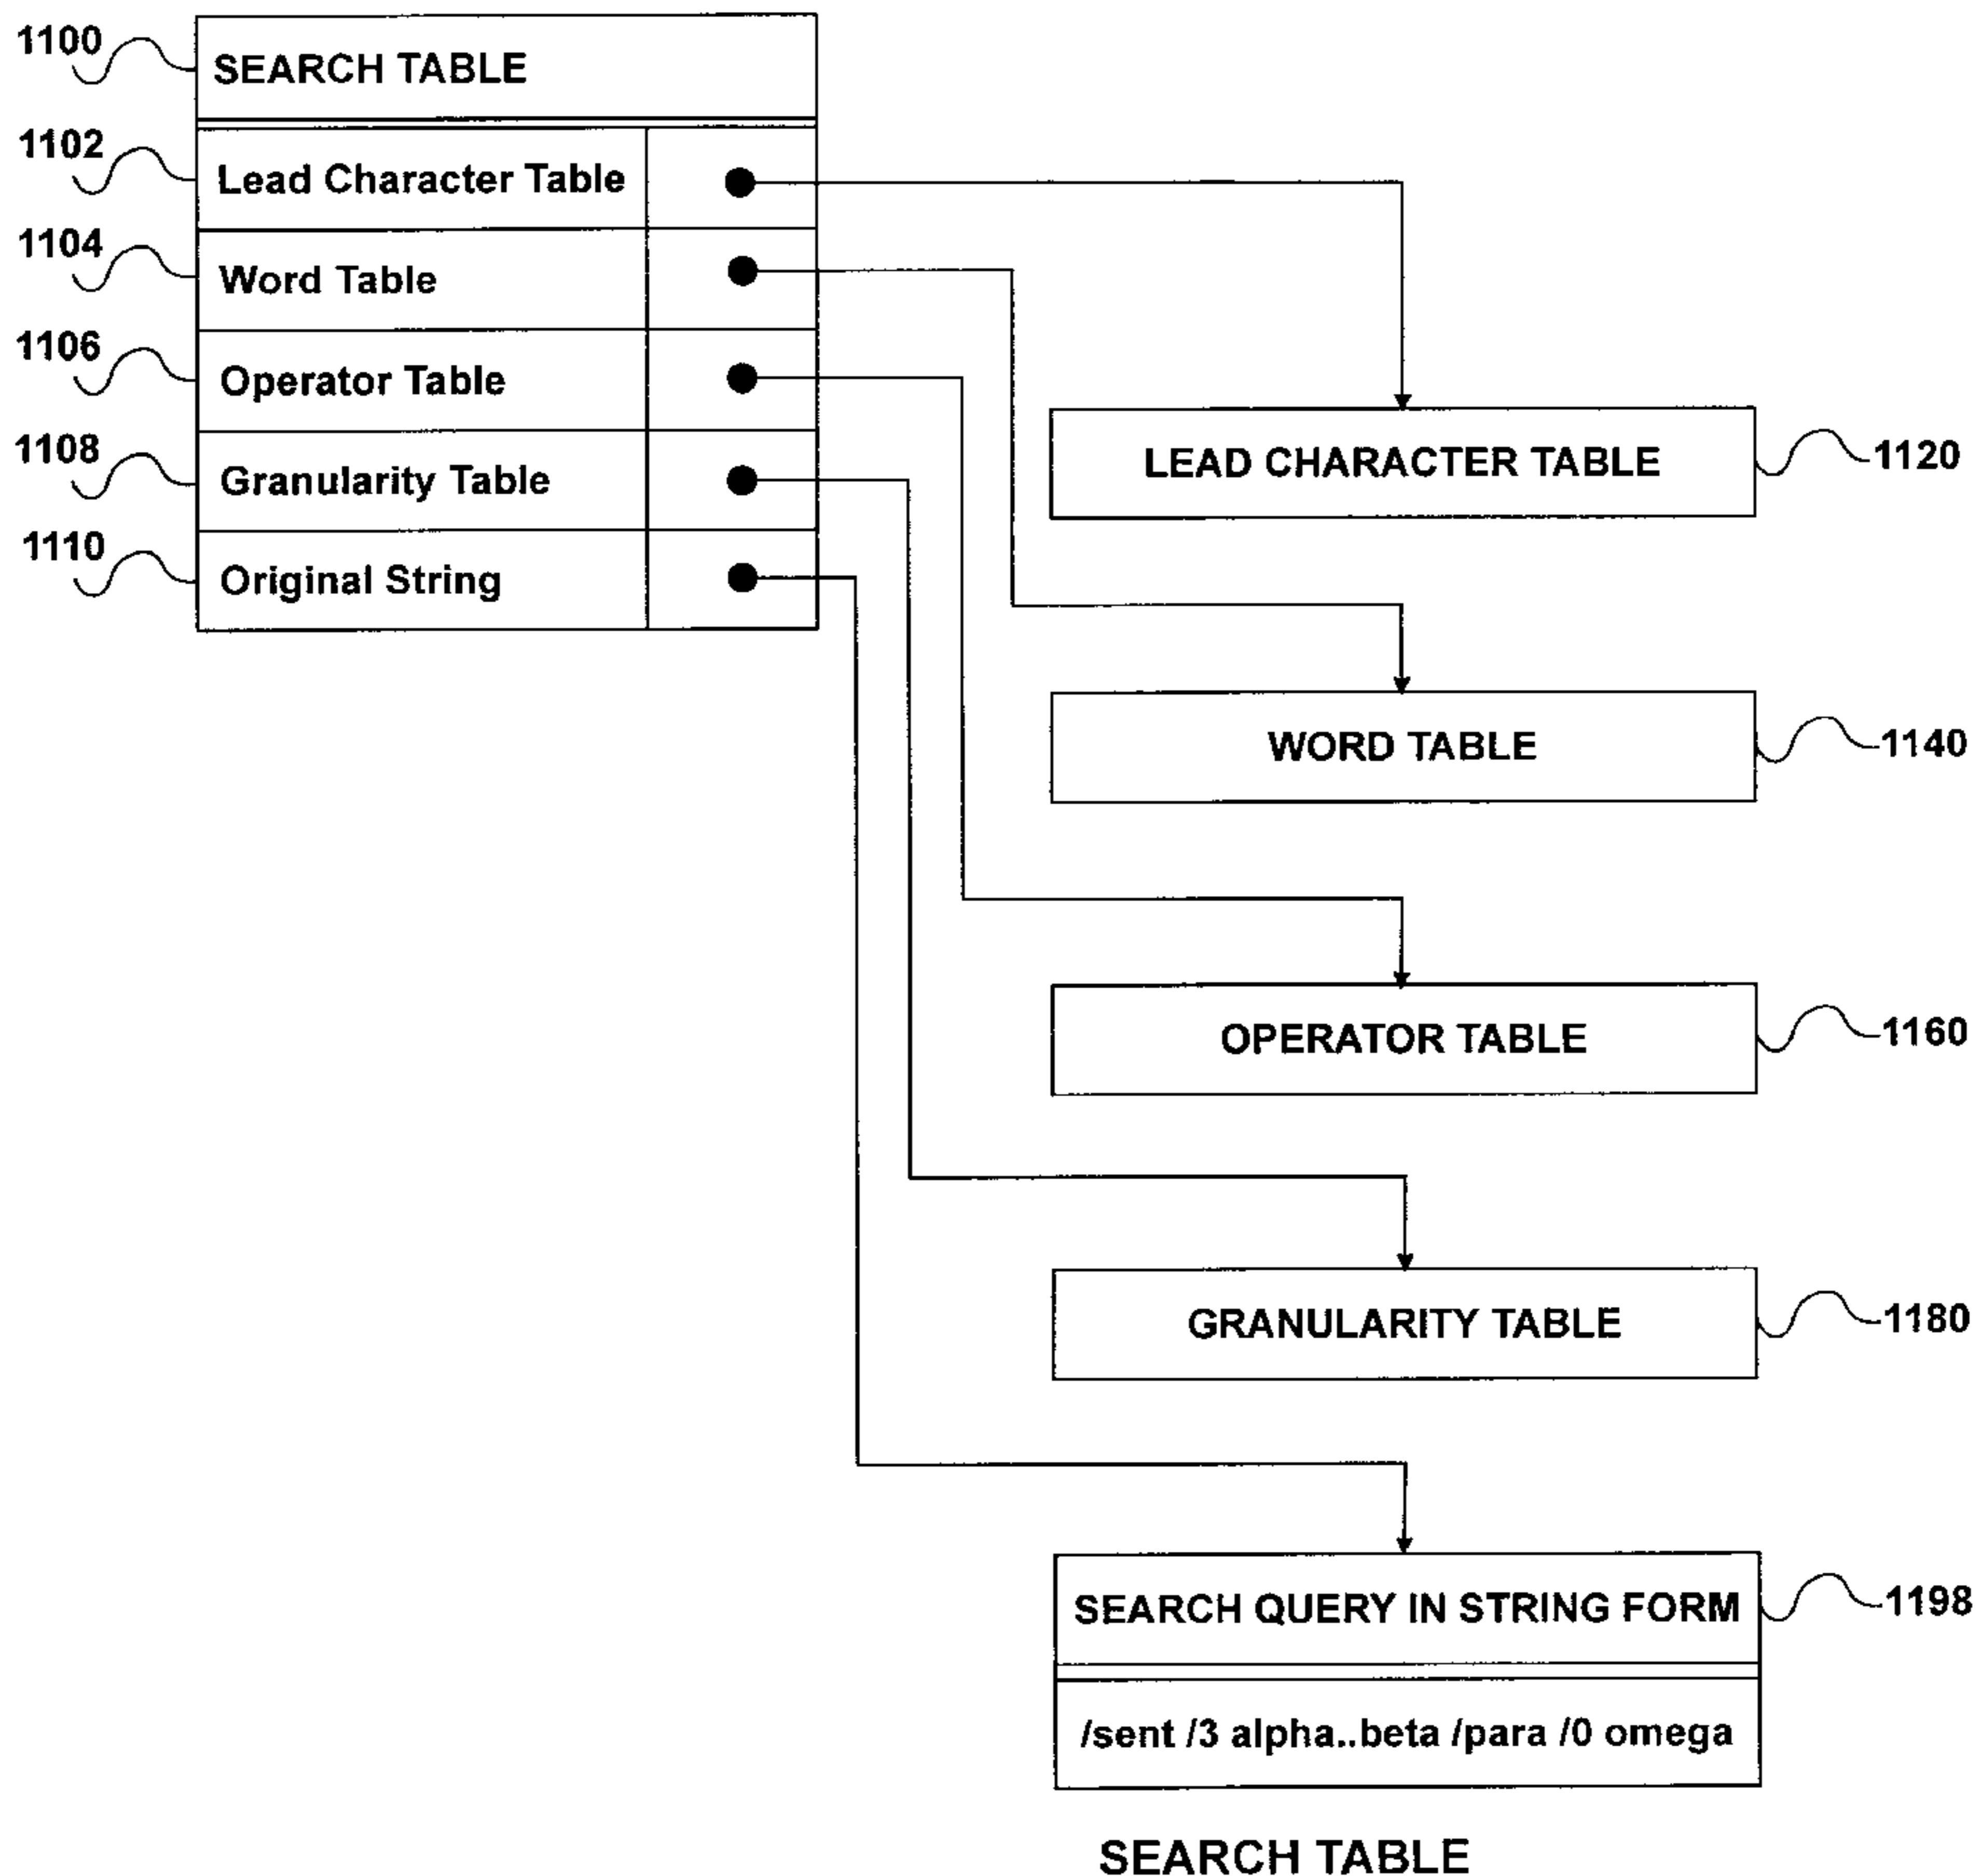 1100
SEARCH TABLE
1102
Lead Character Table
1104
Word Table
1106
Operator Table
1108
Granularity Table
1110
Original String
LEAD CHARACTER TABLE
1120
WORD TABLE
1140
OPERATOR TABLE
1160
GRANULARITY TABLE
1180
SEARCH QUERY IN STRING FORM
1198
/sent /3 alpha..beta /para /0 omega
SEARCH TABLE